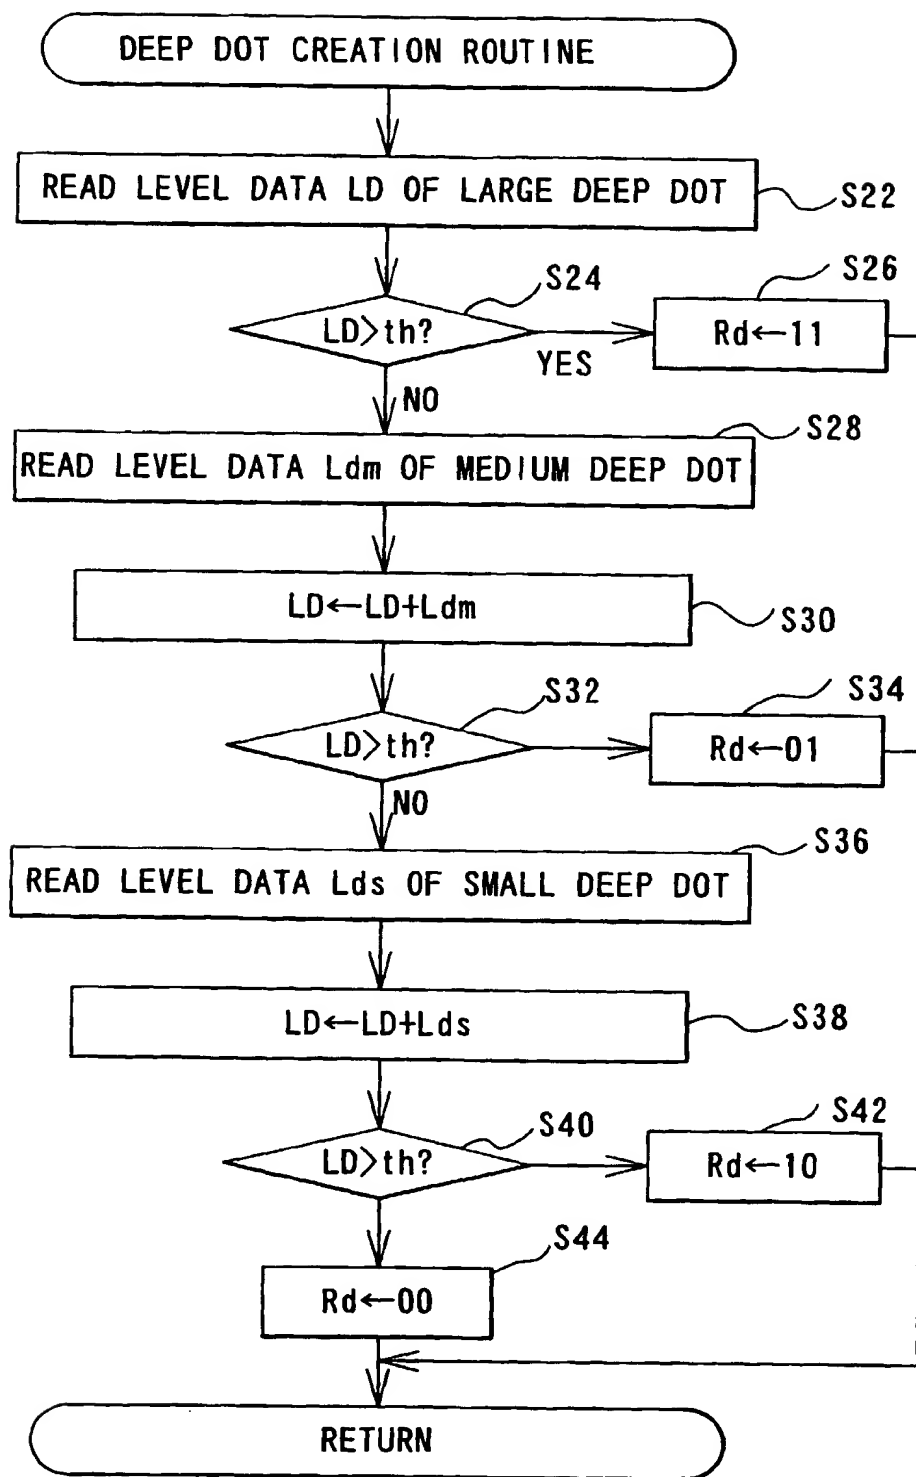 DEEP DOT CREATION ROUTINE
READ LEVEL DATA LD OF LARGE DEEP DOT
S22
S24
LD>th?
YES
S26
Rd←11
NO
S28
READ LEVEL DATA Ldm OF MEDIUM DEEP DOT
LD←LD+Ldm
S30
S32
LD>th?
S34
Rd←01
NO
S36
READ LEVEL DATA Lds OF SMALL DEEP DOT
LD←LD+Lds
S38
S40
LD>th?
S42
Rd←10
S44
Rd←00
RETURN